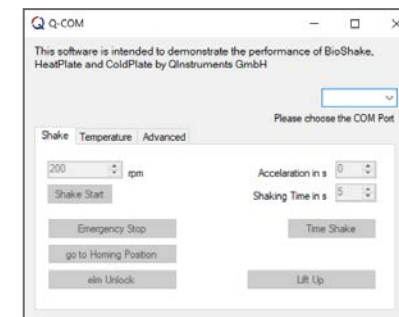 Q-COM
This software is intended to demonstrate the performance of BioShake,
HeatPlate and ColdPlate by QInstruments GmbH
Please choose the COM Port
Shake Temperature Advanced
200 rpm Accelaration in s 0
Shake Start Shaking Time in s 5
Emergency Stop Time Shake
go to Homing Position
elm Unlock Lift Up